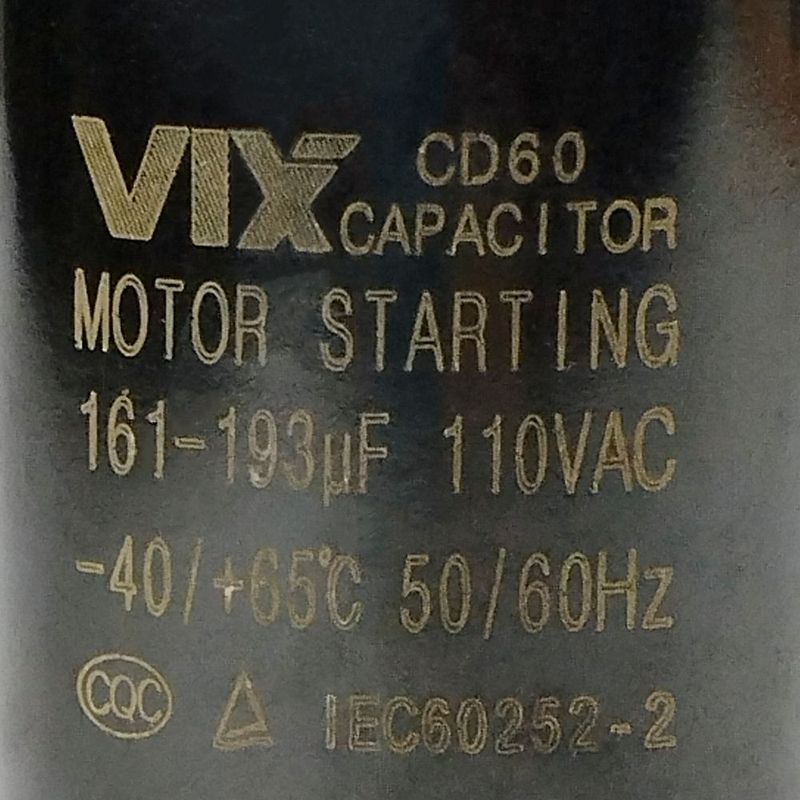 VIX CD60
CAPACITOR
MOTOR STARTING
161-193µF 110VAC
-40/+65℃ 50/60Hz
CQC IEC60252-2